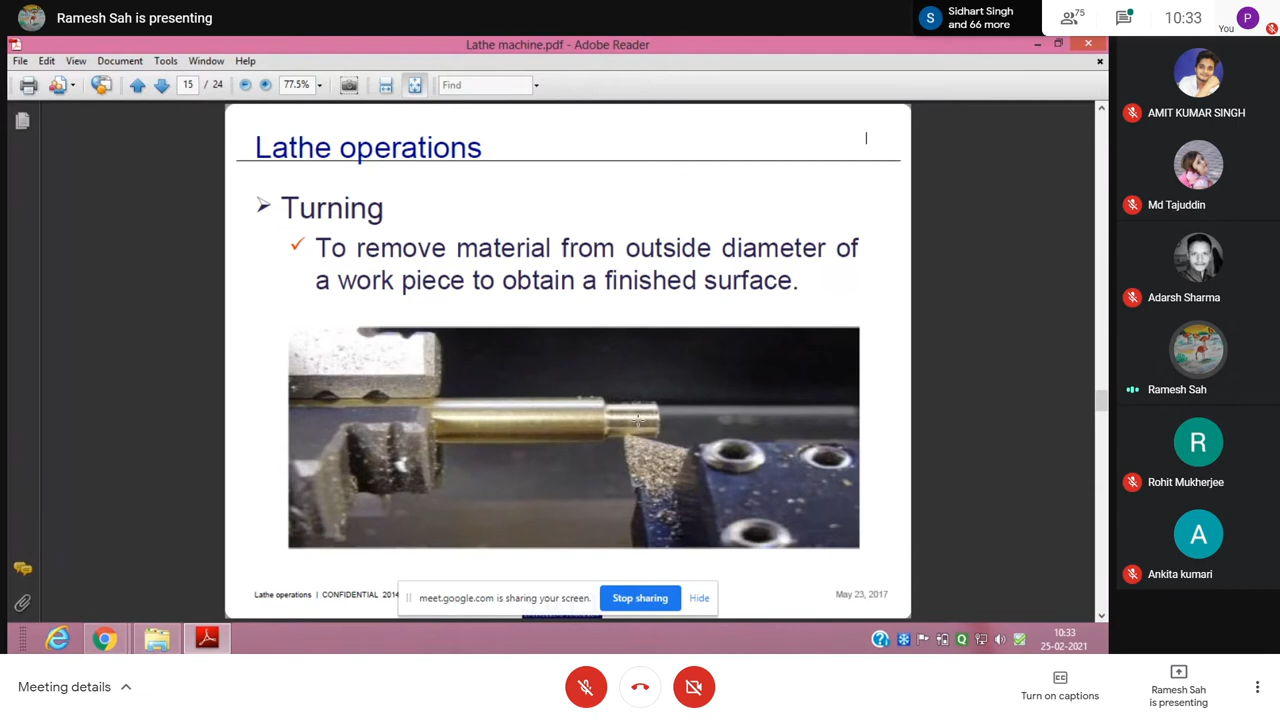 Ramesh Sah is presenting
S
Sidhart Singh
and 66 more
75
10:33
You
P
Lathe machine.pdf - Adobe Reader
File Edit View Document Tools Window Help
15 / 24
77.5%
Find
Lathe operations
Turning
To remove material from outside diameter of
a work piece to obtain a finished surface.
Lathe operations | CONFIDENTIAL 2014
May 23, 2017
meet.google.com is sharing your screen.
Stop sharing
Hide
AMIT KUMAR SINGH
Md Tajuddin
Adarsh Sharma
Ramesh Sah
R
Rohit Mukherjee
A
Ankita kumari
10:33
25-02-2021
Meeting details
Turn on captions
Ramesh Sah
is presenting